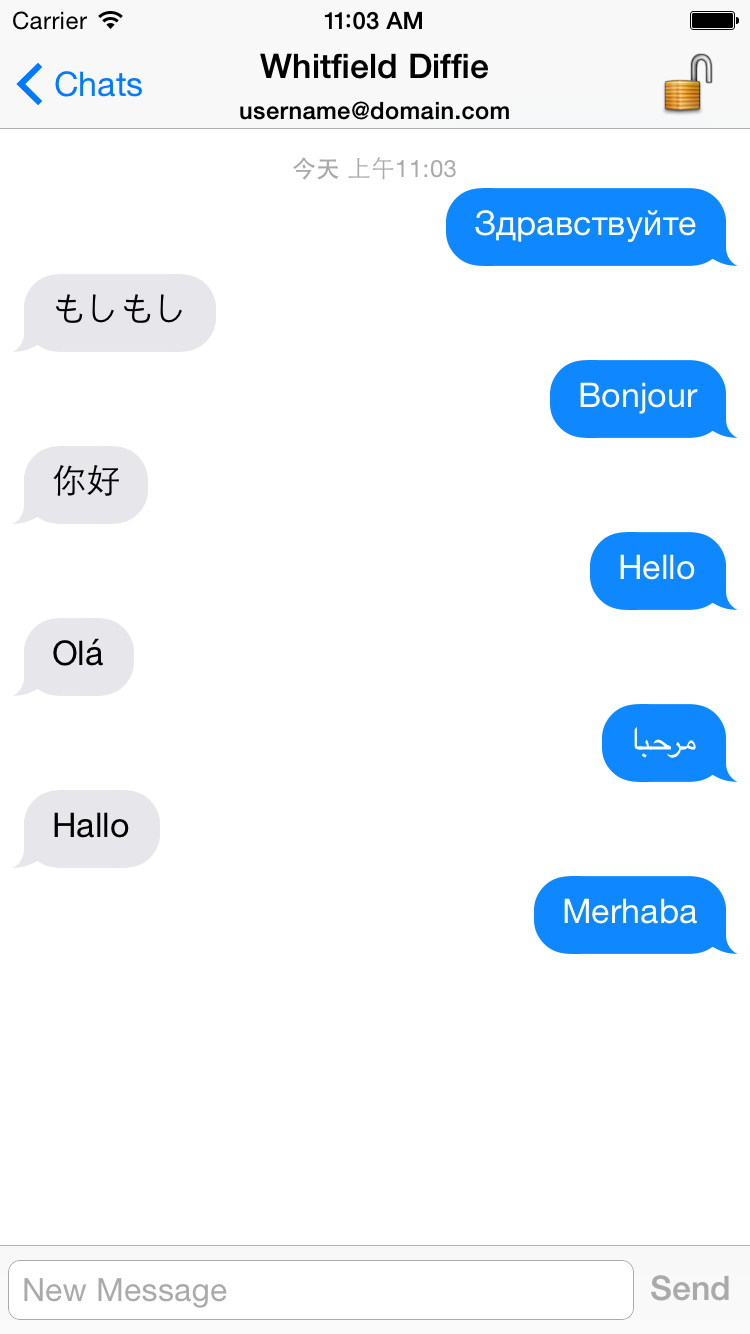 Carrier 11:03 AM
Whitfield Diffie
Chats
username@domain.com
今天 上午11:03
Здравствуйте
もしもし
Bonjour
你好
Hello
Olá
مرحبا
Hallo
Merhaba
New Message Send